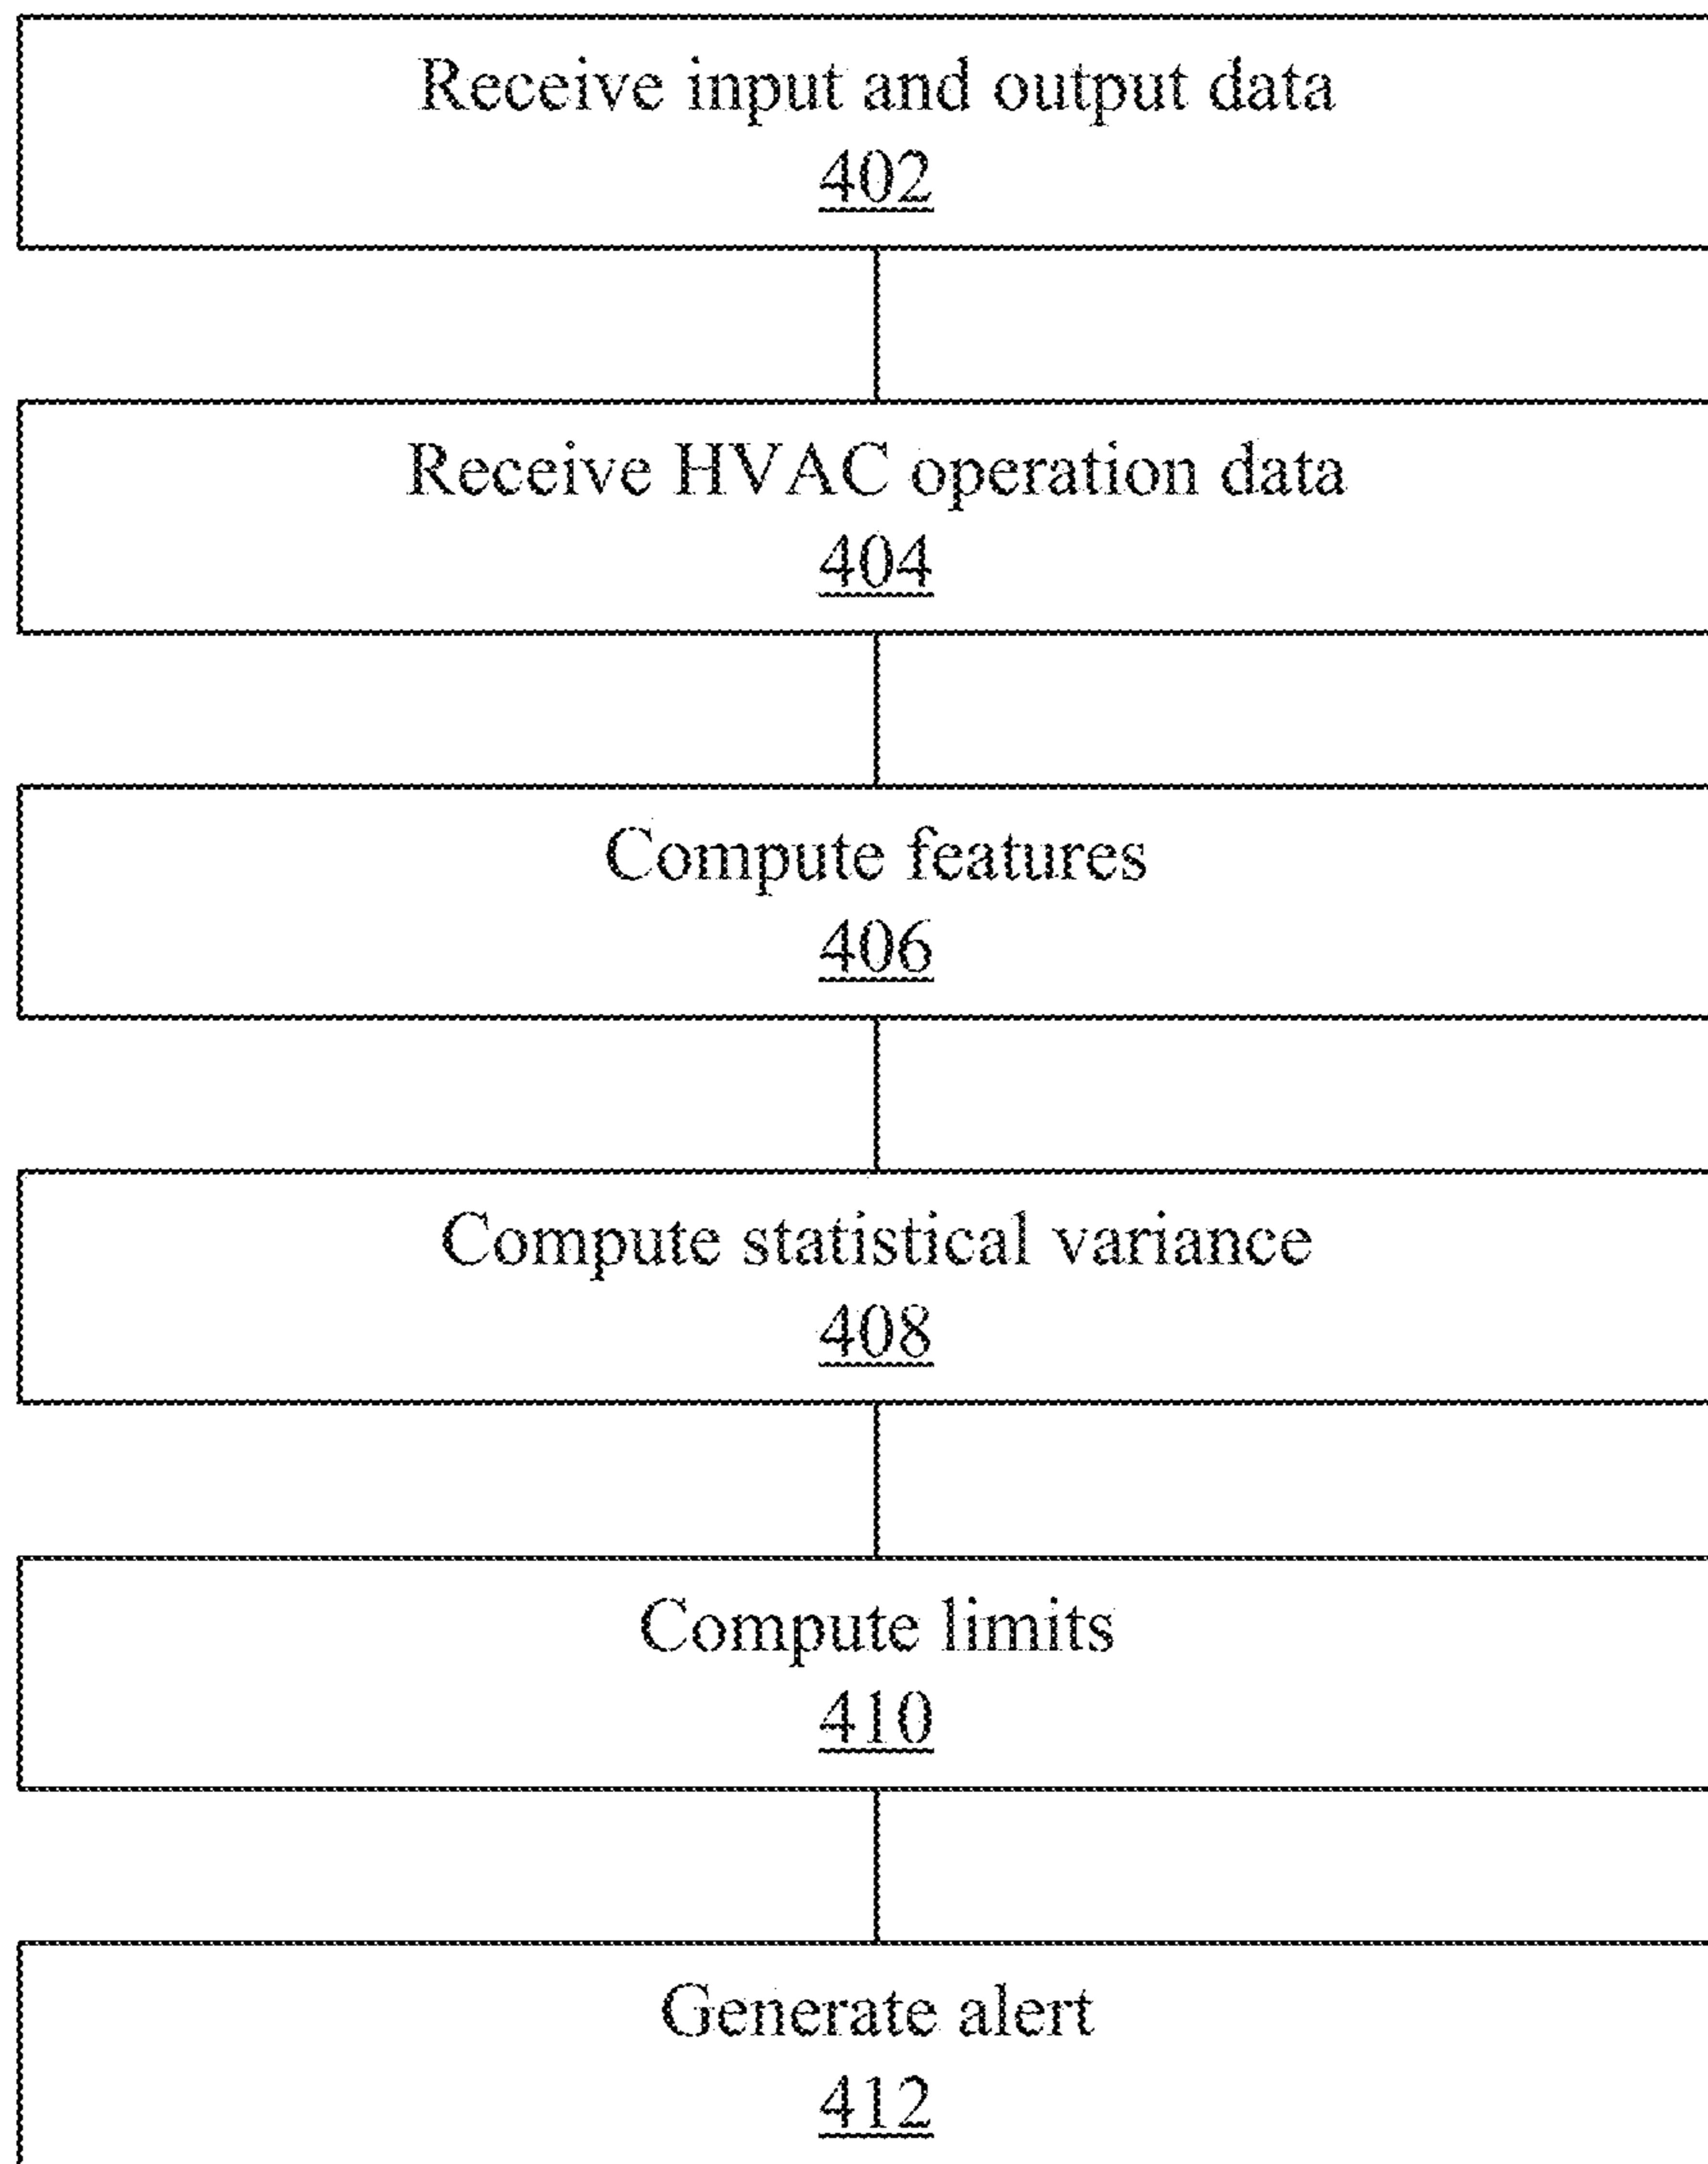 Receive input and output data
402
Receive HVAC operation data
404
Compute features
406
Compute statistical variance
408
Compute limits
410
Generate alert
412